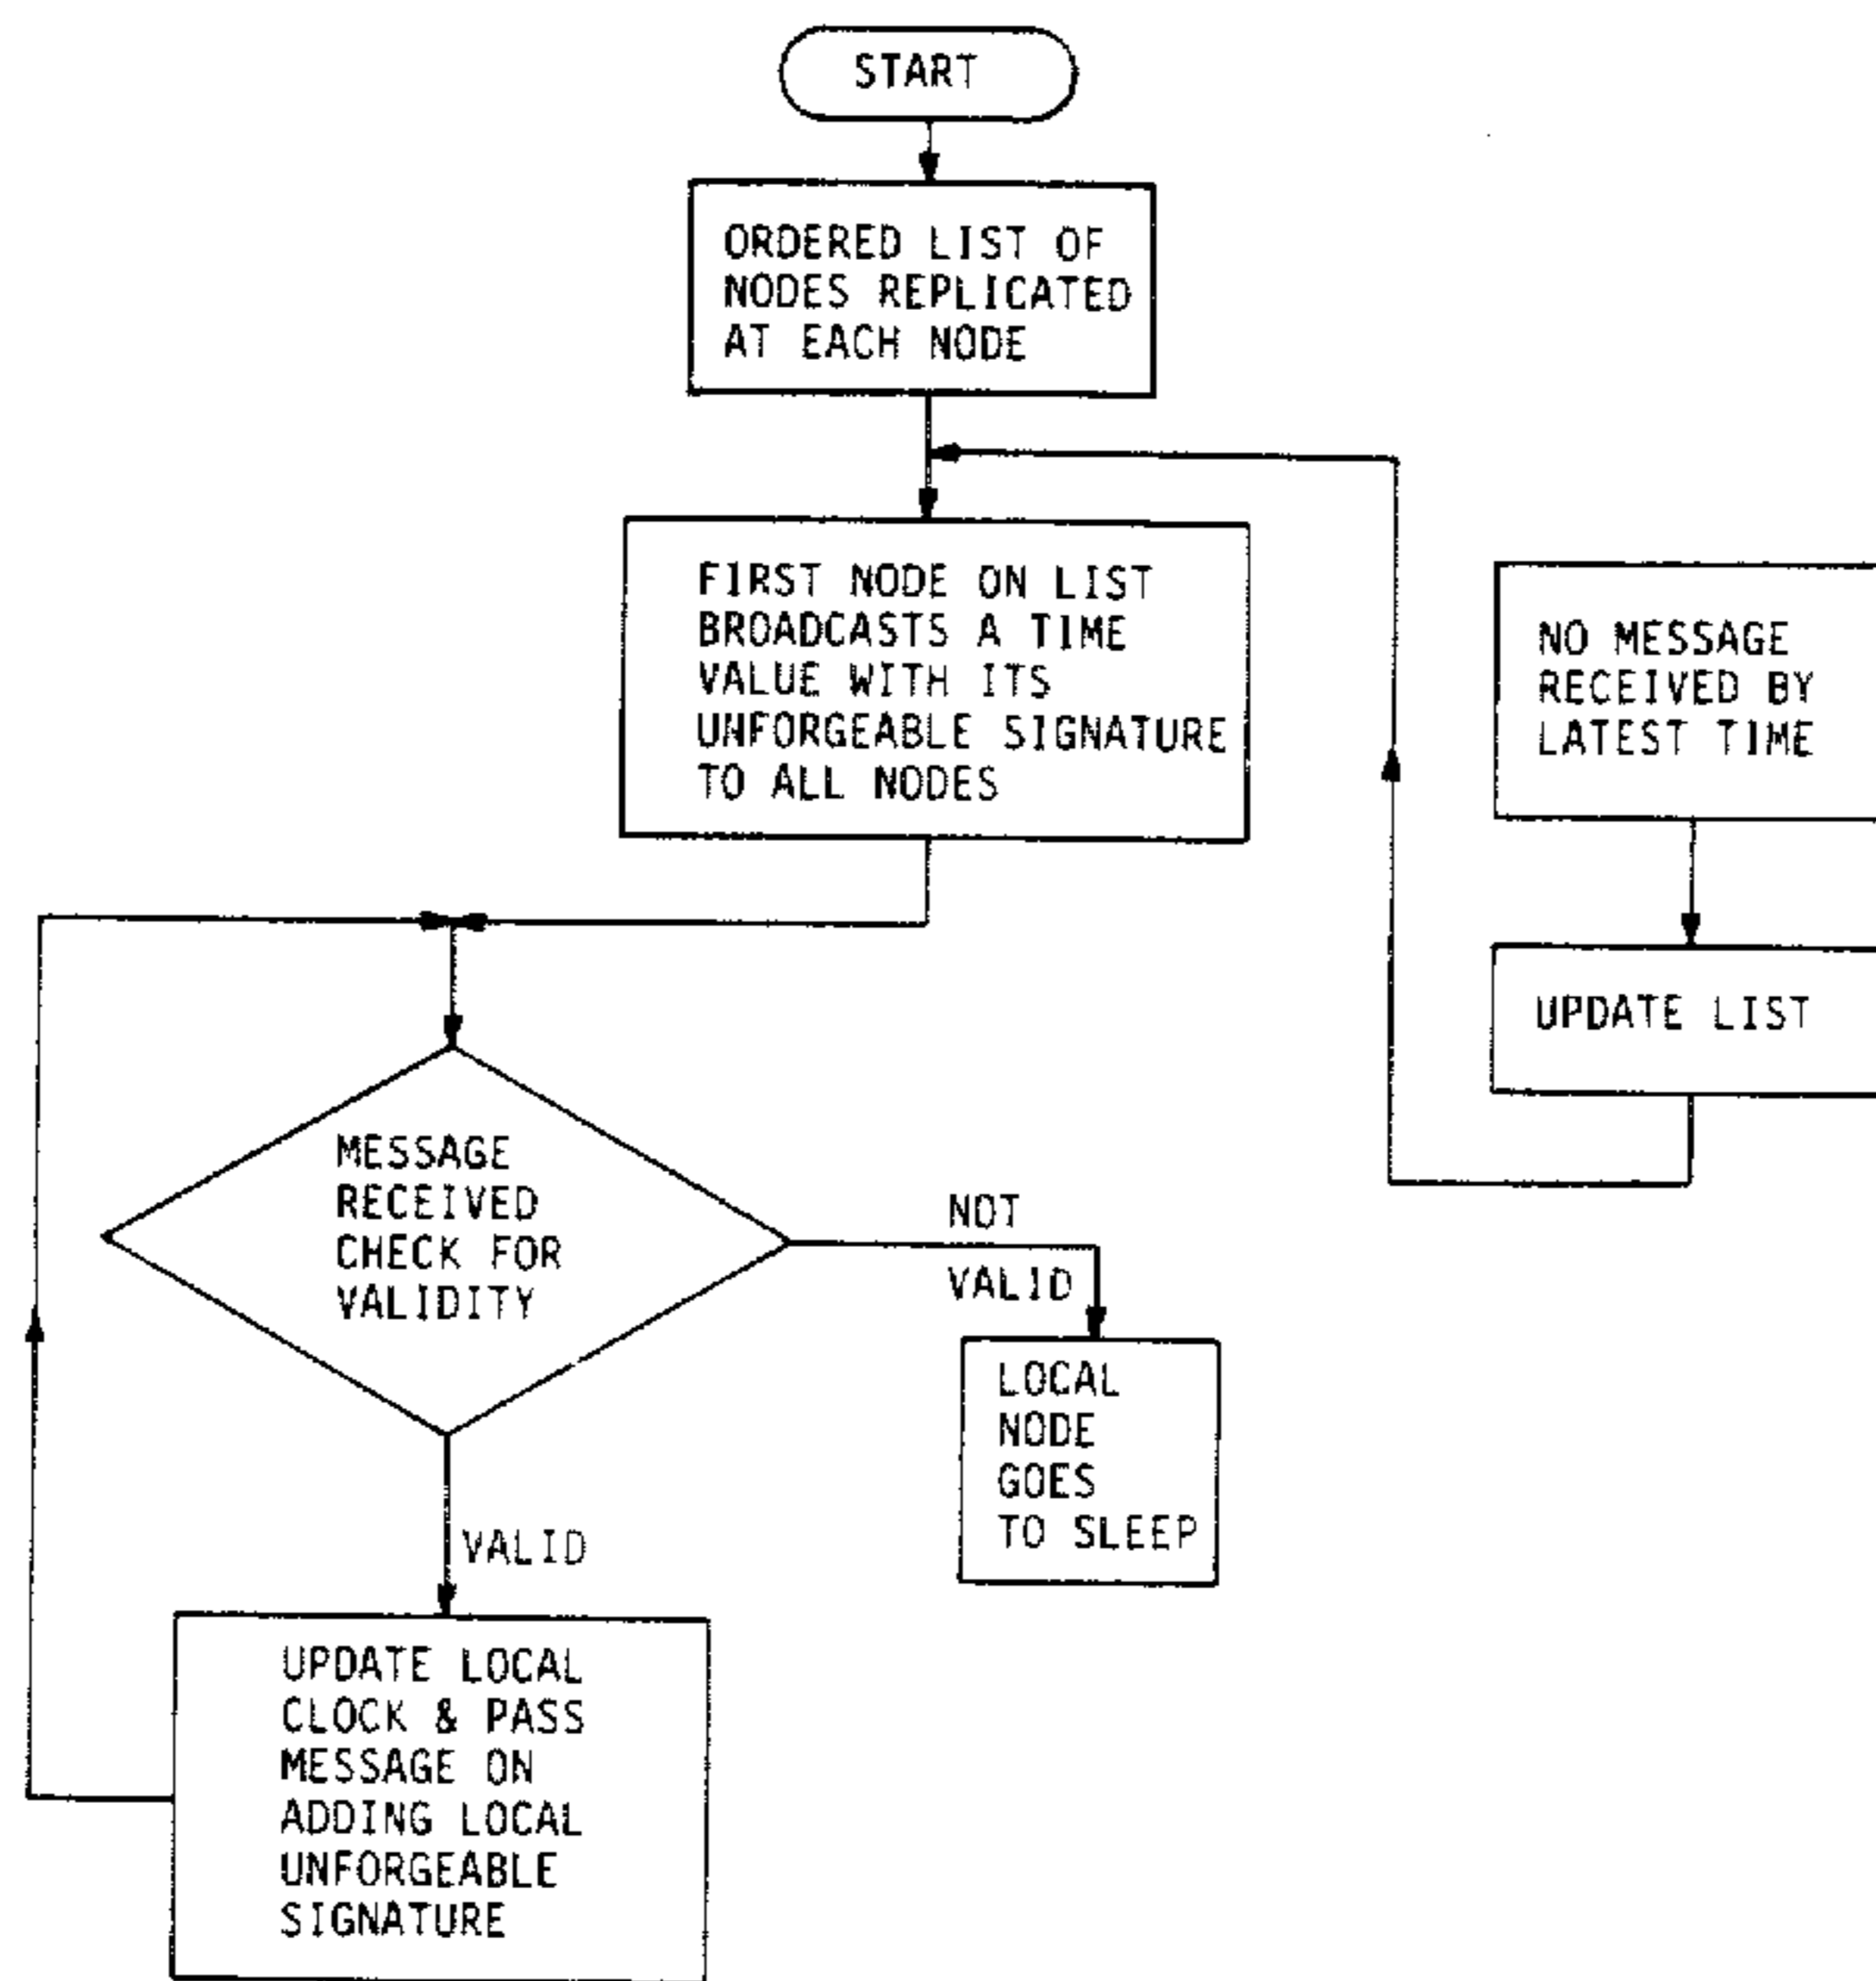 START
ORDERED LIST OF
NODES REPLICATED
AT EACH NODE
FIRST NODE ON LIST
BROADCASTS A TIME
VALUE WITH ITS
UNFORGEABLE SIGNATURE
TO ALL NODES
NO MESSAGE
RECEIVED BY
LATEST TIME
UPDATE LIST
MESSAGE
RECEIVED
CHECK FOR
VALIDITY
NOT
VALID
LOCAL
NODE
GOES
TO SLEEP
VALID
UPDATE LOCAL
CLOCK & PASS
MESSAGE ON
ADDING LOCAL
UNFORGEABLE
SIGNATURE